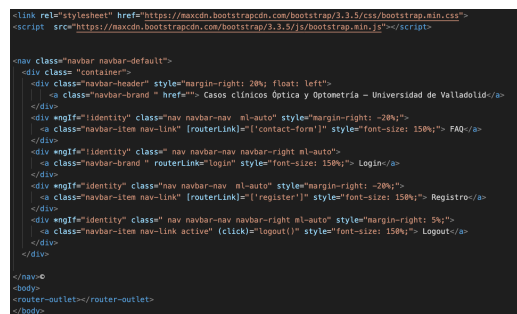 <link rel="stylesheet" href="https://maxcdn.bootstrapcdn.com/bootstrap/3.3.5/css/bootstrap.min.css">
<script  src="https://maxcdn.bootstrapcdn.com/bootstrap/3.3.5/js/bootstrap.min.js"></script>
<nav class="navbar navbar-default">
<div class= "container">
<div class="navbar-header" style="margin-right: 20%; float: left">
<a class="navbar-brand " href=""> Casos clínicos Óptica y Optometría – Universidad de Valladolid</a>
</div>
<div *ngIf="!identity" class="nav navbar-nav  ml-auto" style="margin-right: -20%;">
<a class="navbar-item nav-link" [routerLink]="['contact-form']" style="font-size: 150%;"> FAQ</a>
</div>
<div *ngIf="!identity" class=" nav navbar-nav ml-auto">
<a class="navbar-brand " routerLink="login" style="font-size: 150%;"> Login</a>
</div>
<div *ngIf="identity" class="nav navbar-nav  ml-auto" style="margin-right: -20%;">
<a class="navbar-item nav-link" [routerLink]="['register']" style="font-size: 150%;"> Registro</a>
</div>
<div *ngIf="identity" class=" nav navbar-nav navbar-right ml-auto" style="margin-right: 5%;">
<a class="navbar-item nav-link active" (click)="logout()" style="font-size: 150%;"> Logout</a>
</div>
</div>
</nav>©
<body>
<router-outlet></router-outlet>
</body>